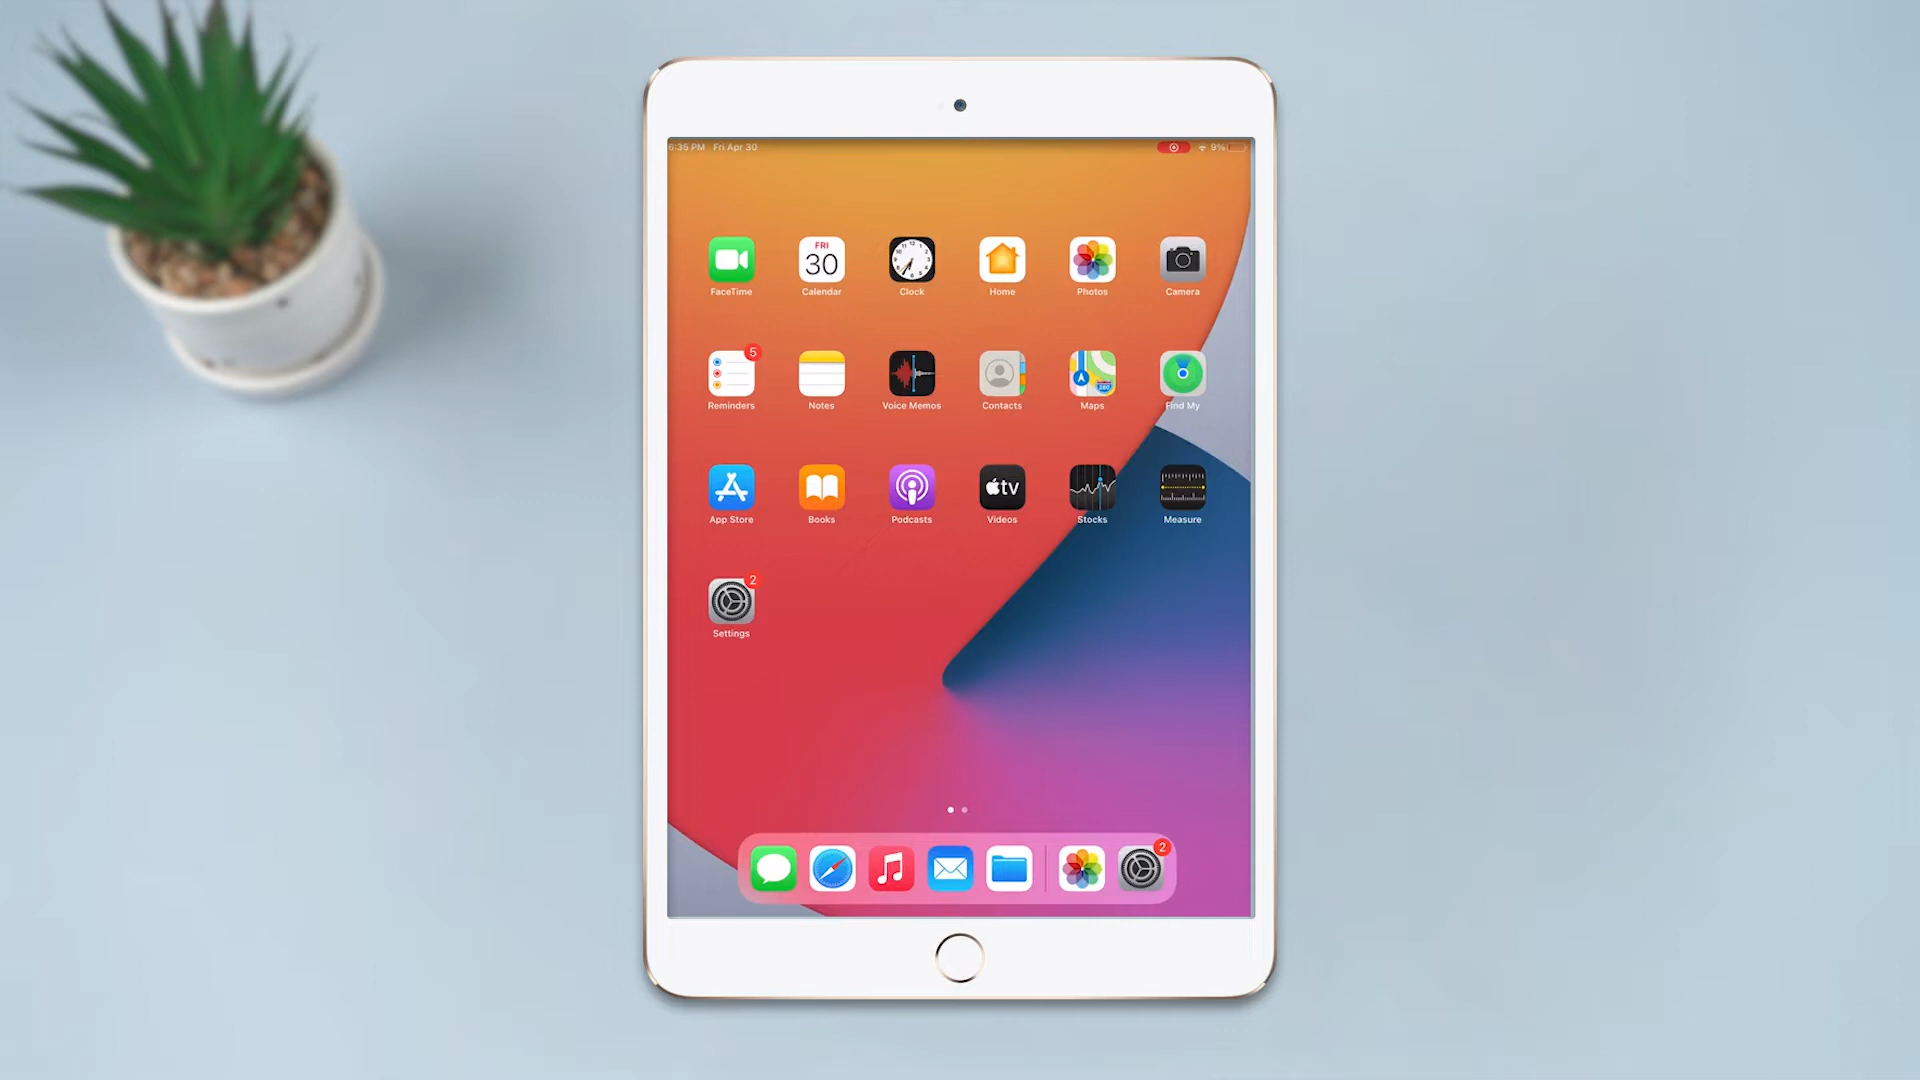 6:35 PM Fri Apr 30 9%
FRI
30
FaceTime Calendar Clock Home Photos Camera
5
280
Reminders Notes Voice Memos Contacts Maps Find My
tv
App Store Books Podcasts Videos Stocks Measure
2
Settings
2